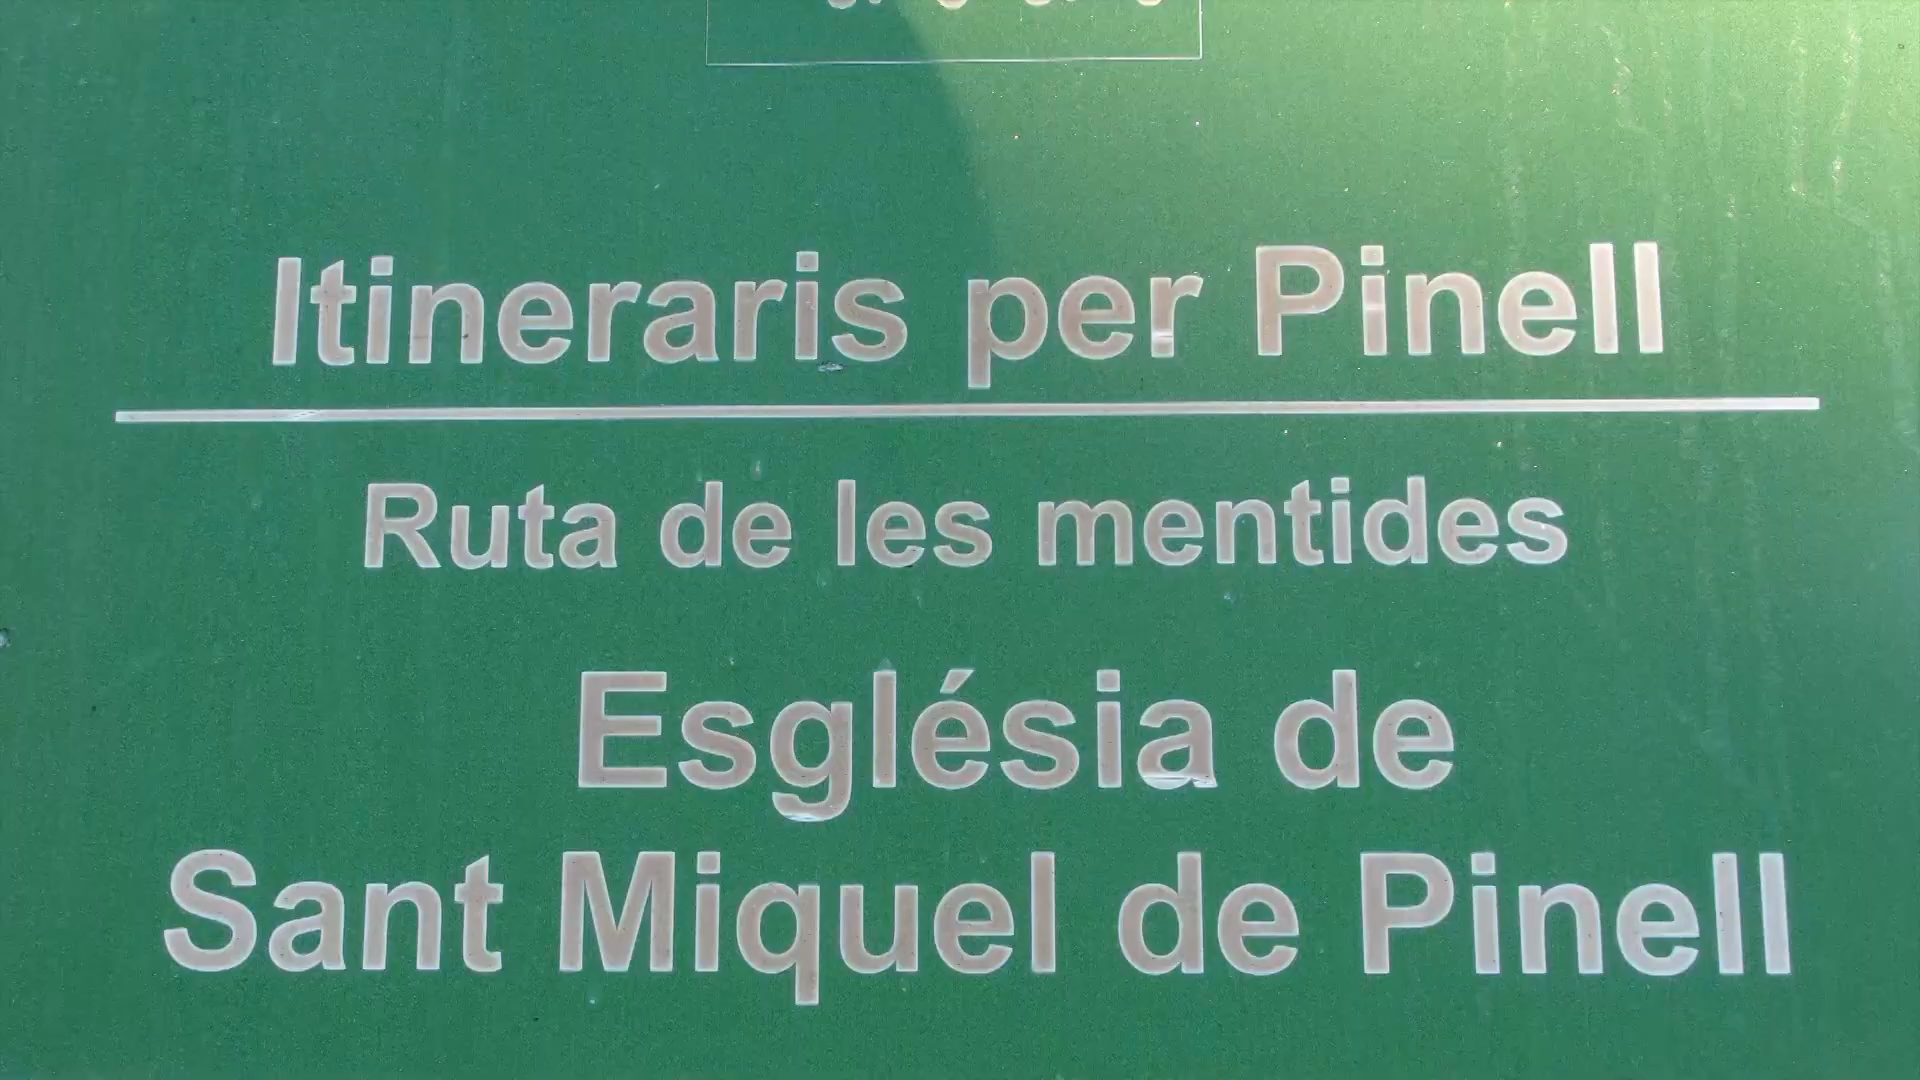 Itineraris per Pinell
Ruta de les mentides
Església de
Sant Miquel de Pinell